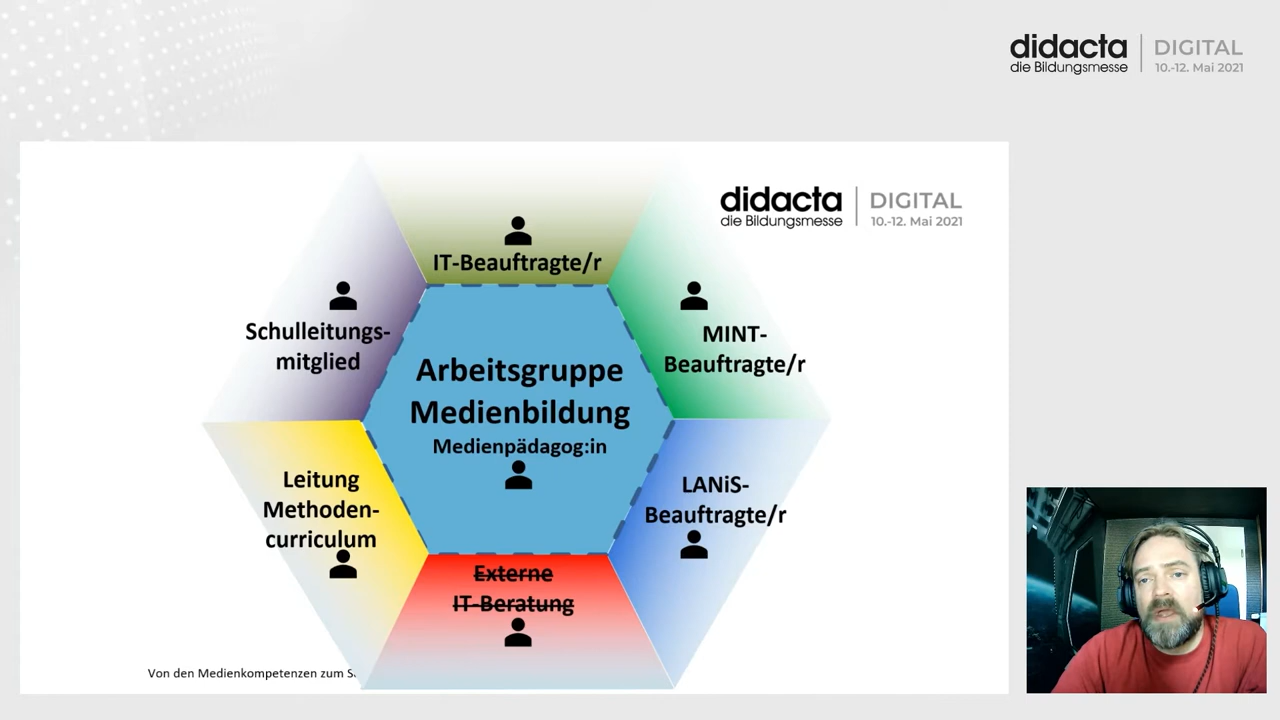 didacta
die Bildungsmesse
DIGITAL
10.-12. Mai 2021
didacta
die Bildungsmesse
DIGITAL
10.-12. Mai 2021
IT-Beauftragte/r
Schulleitungs-
mitglied
MINT-
Beauftragte/r
Arbeitsgruppe
Medienbildung
Medienpädagog:in
Leitung
Methoden-
curriculum
LANiS-
Beauftragte/r
Externe
IT-Beratung
Von den Medienkompetenzen zum